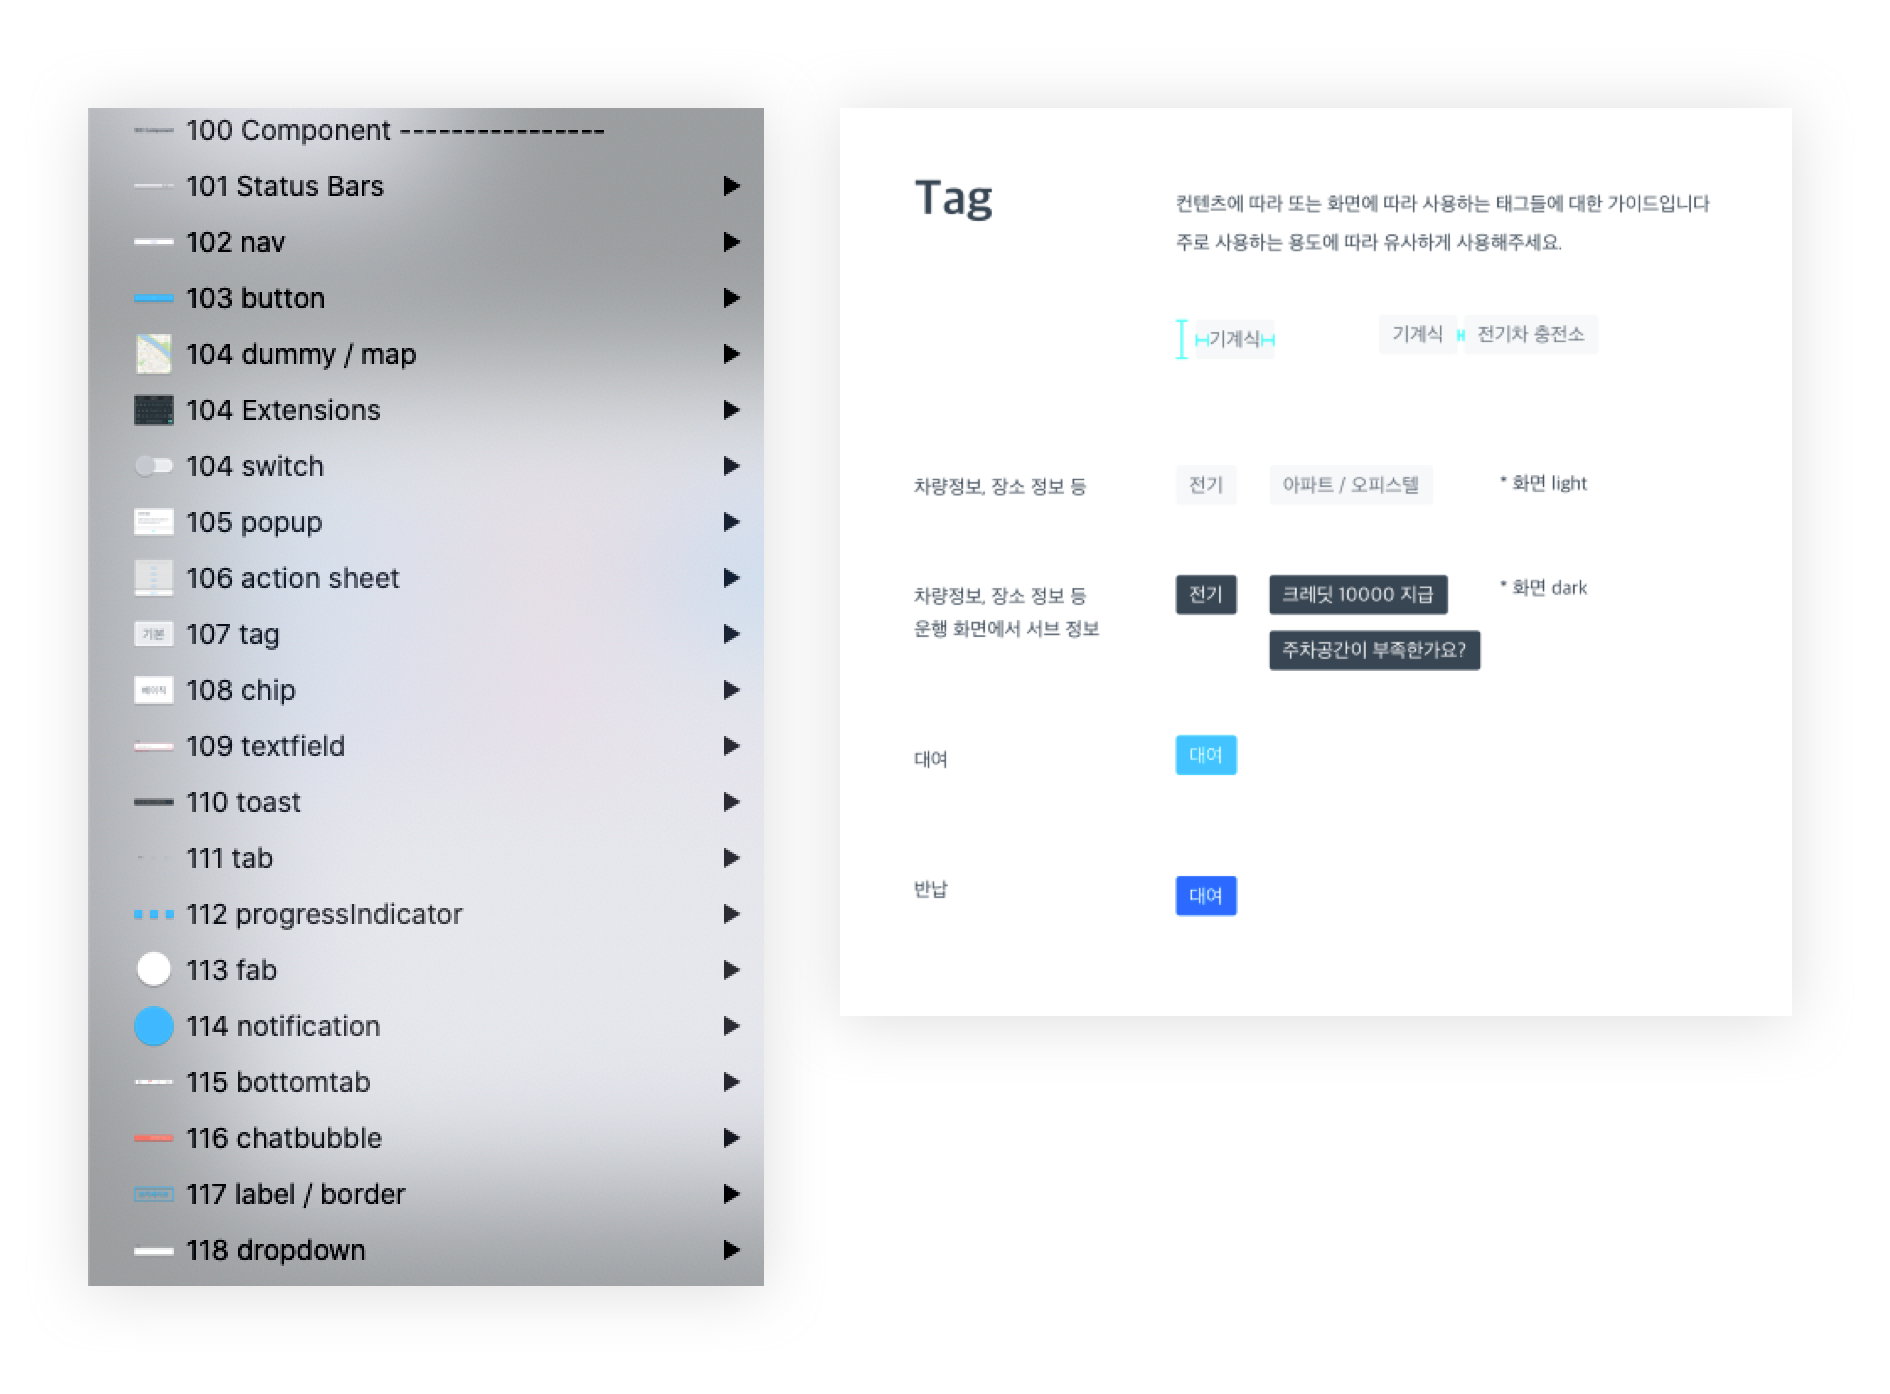 100 Component ----------------
101 Status Bars
102 nav
103 button
104 dummy / map
104 Extensions
104 switch
105 popup
106 action sheet
기본
107 tag
베이직
108 chip
109 textfield
110 toast
111 tab
112 progressIndicator
113 fab
114 notification
115 bottomtab
116 chatbubble
117 label / border
118 dropdown
Tag
컨텐츠에 따라 또는 화면에 따라 사용하는 태그들에 대한 가이드입니다
주로 사용하는 용도에 따라 유사하게 사용해주세요.
기계식 기계식 전기차 충전소
차량정보, 장소 정보 등 전기 아파트 / 오피스텔 * 화면 light
차량정보, 장소 정보 등 전기 크레딧 10000 지급 * 화면 dark
운행 화면에서 서브 정보
주차공간이 부족한가요?
대여 대여
반납 대여